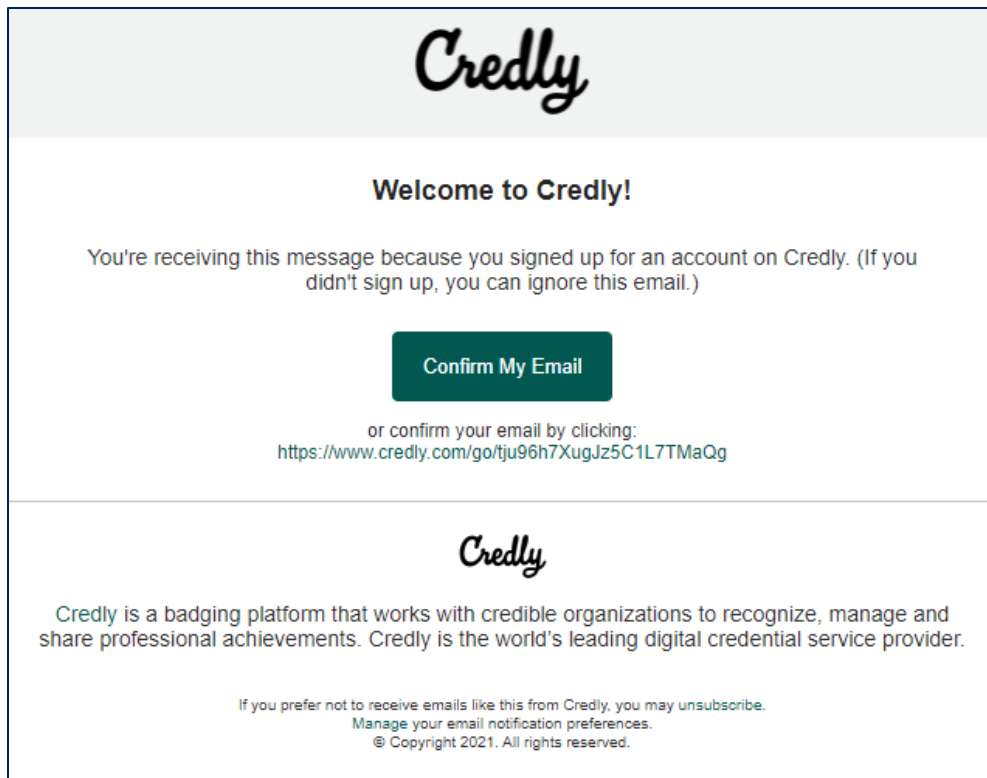 Credly
Welcome to Credly!
You're receiving this message because you signed up for an account on Credly. (If you
didn't sign up, you can ignore this email.)
Confirm My Email
or confirm your email by clicking:
https://www.credly.com/go/tju96h7XugJz5C1L7TMaQg
Credly
Credly is a badging platform that works with credible organizations to recognize, manage and
share professional achievements. Credly is the world’s leading digital credential service provider.
If you prefer not to receive emails like this from Credly, you may unsubscribe.
Manage your email notification preferences.
© Copyright 2021. All rights reserved.